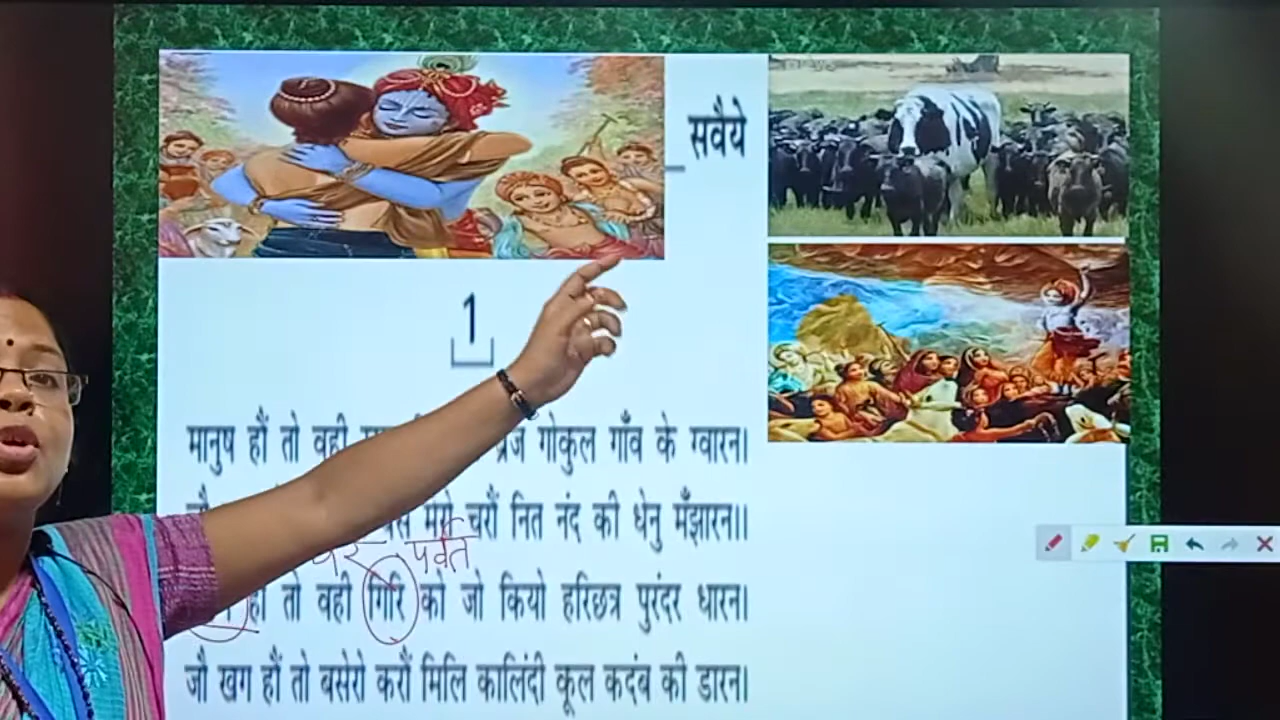 सवैये
1
मानुष हौं तो वही ब्रज गोकुल गाँव के ग्वारन।
मेरो चरौं नित नंद की धेनु मँझारन।।
पर्वत
हौं तो वही गिरि को जो कियो हरिछत्र पुरंदर धारन।
जौ खग हौं तो बसेरो करौं मिलि कालिंदी कूल कदंब की डारन।